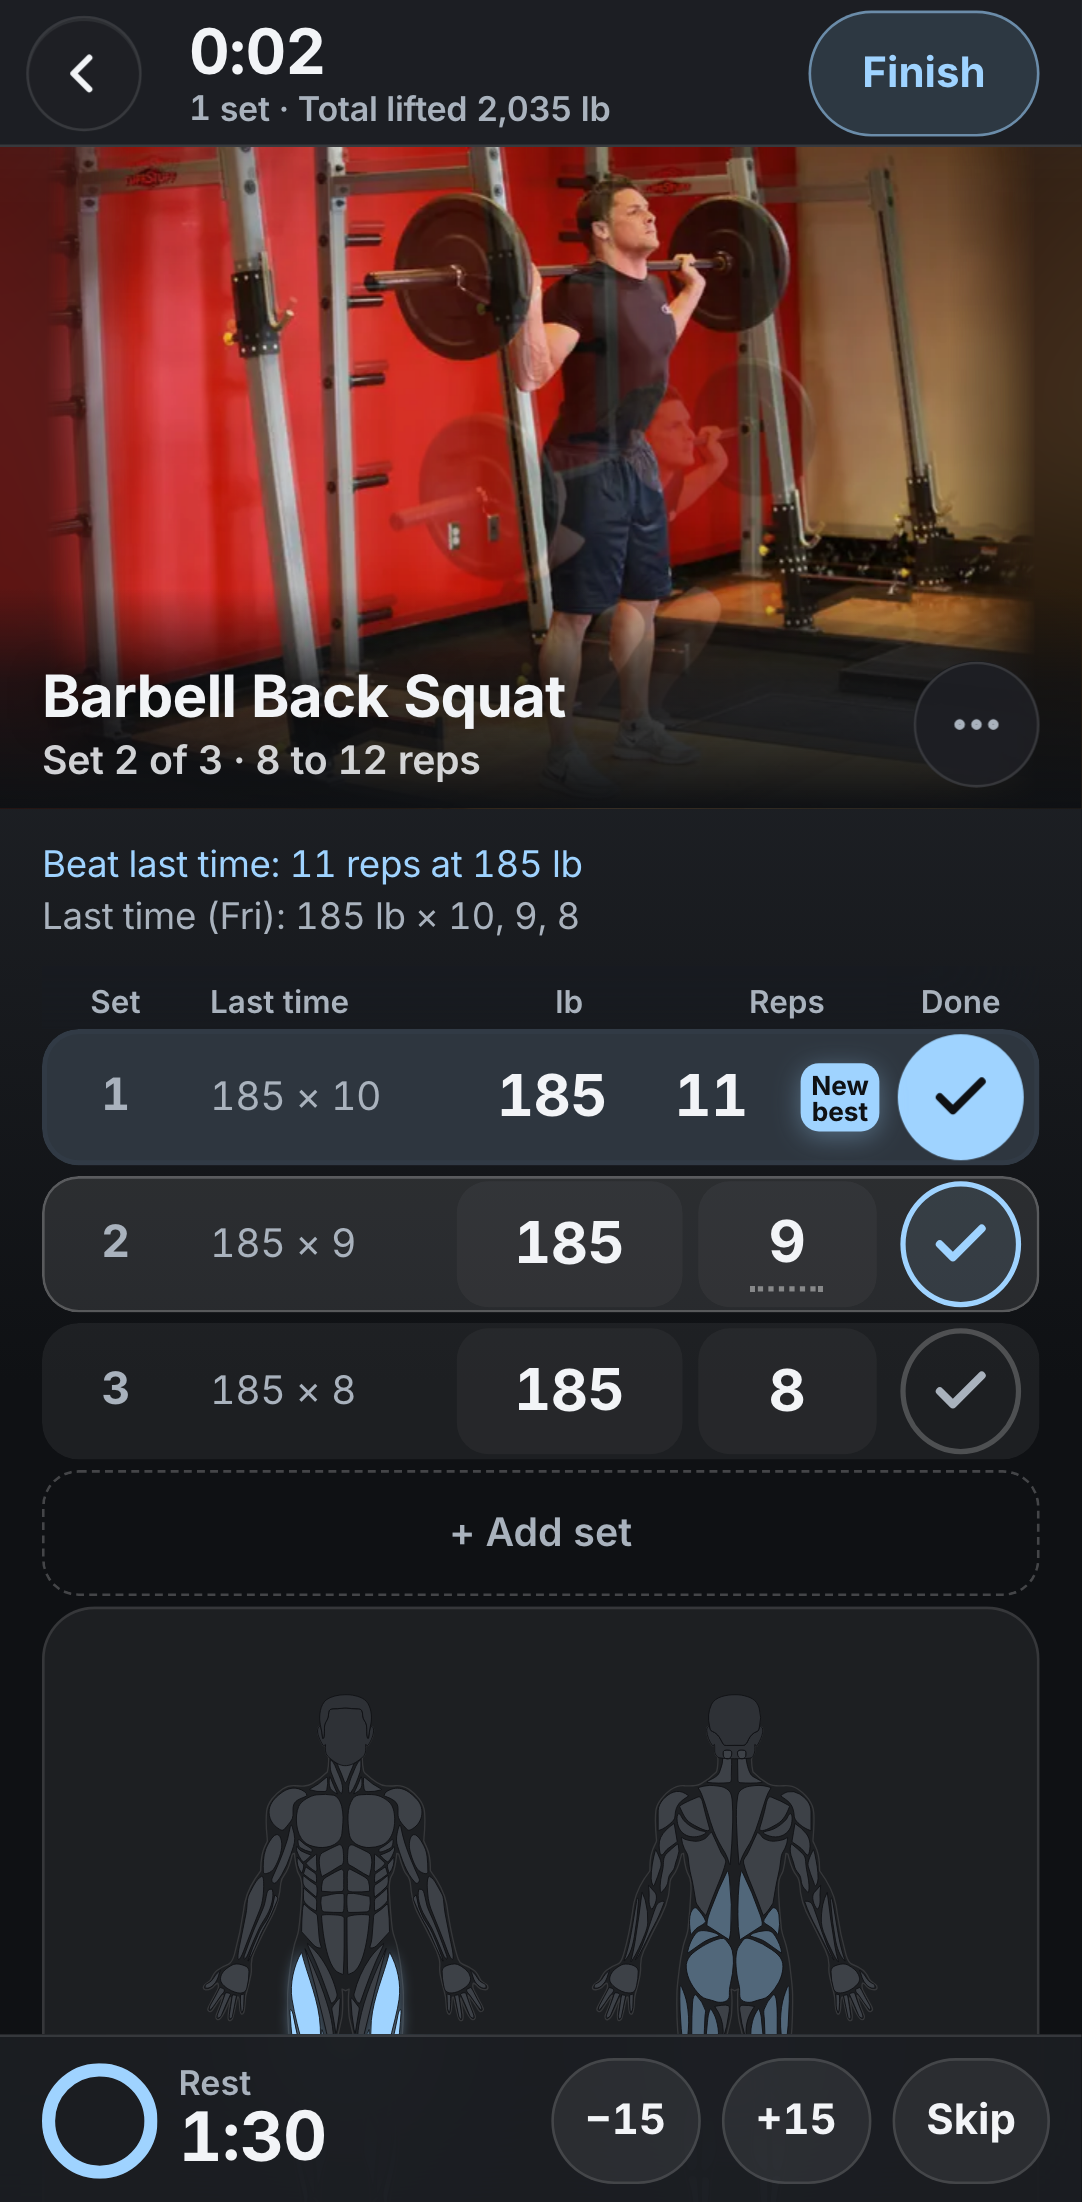 0:02
Finish
1 set · Total lifted 2,035 lb
Barbell Back Squat
Set 2 of 3 · 8 to 12 reps
Beat last time: 11 reps at 185 lb
Last time (Fri): 185 lb × 10, 9, 8
Set Last time lb Reps Done
1 185 × 10 185 11 New best
2 185 × 9 185 9
3 185 × 8 185 8
+ Add set
Rest
1:30
−15 +15 Skip